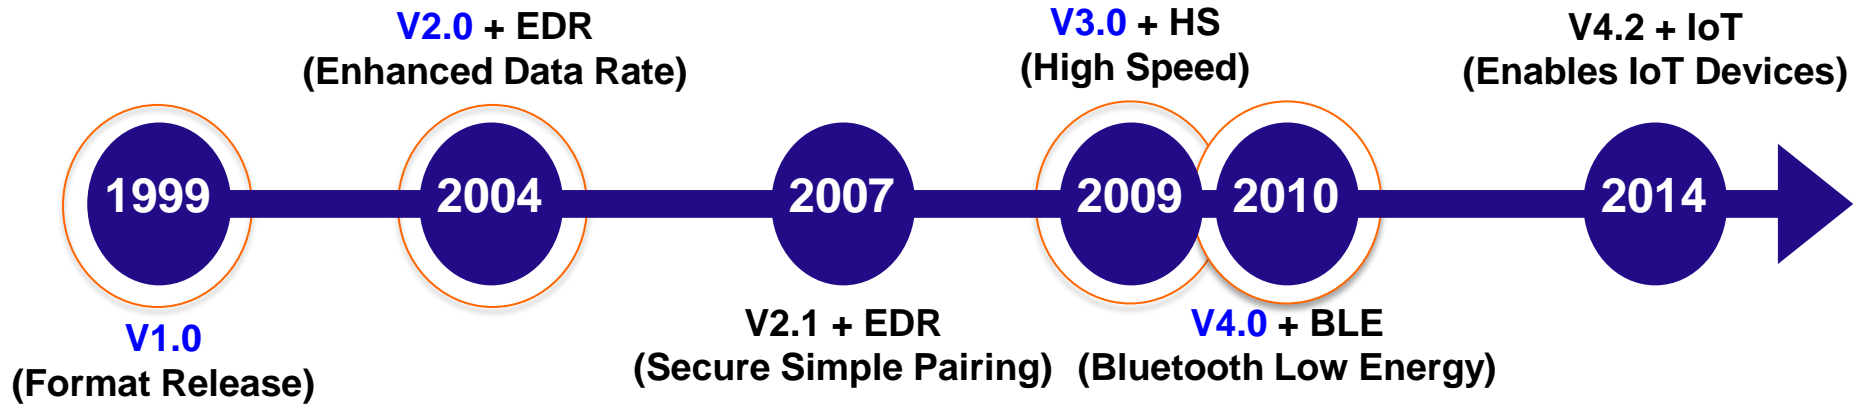 V2.0 + EDR
(Enhanced Data Rate)
V3.0 + HS
(High Speed)
V4.2 + IoT
(Enables IoT Devices)
1999
2004
2007
2009
2010
2014
V1.0
(Format Release)
V2.1 + EDR
(Secure Simple Pairing)
V4.0 + BLE
(Bluetooth Low Energy)